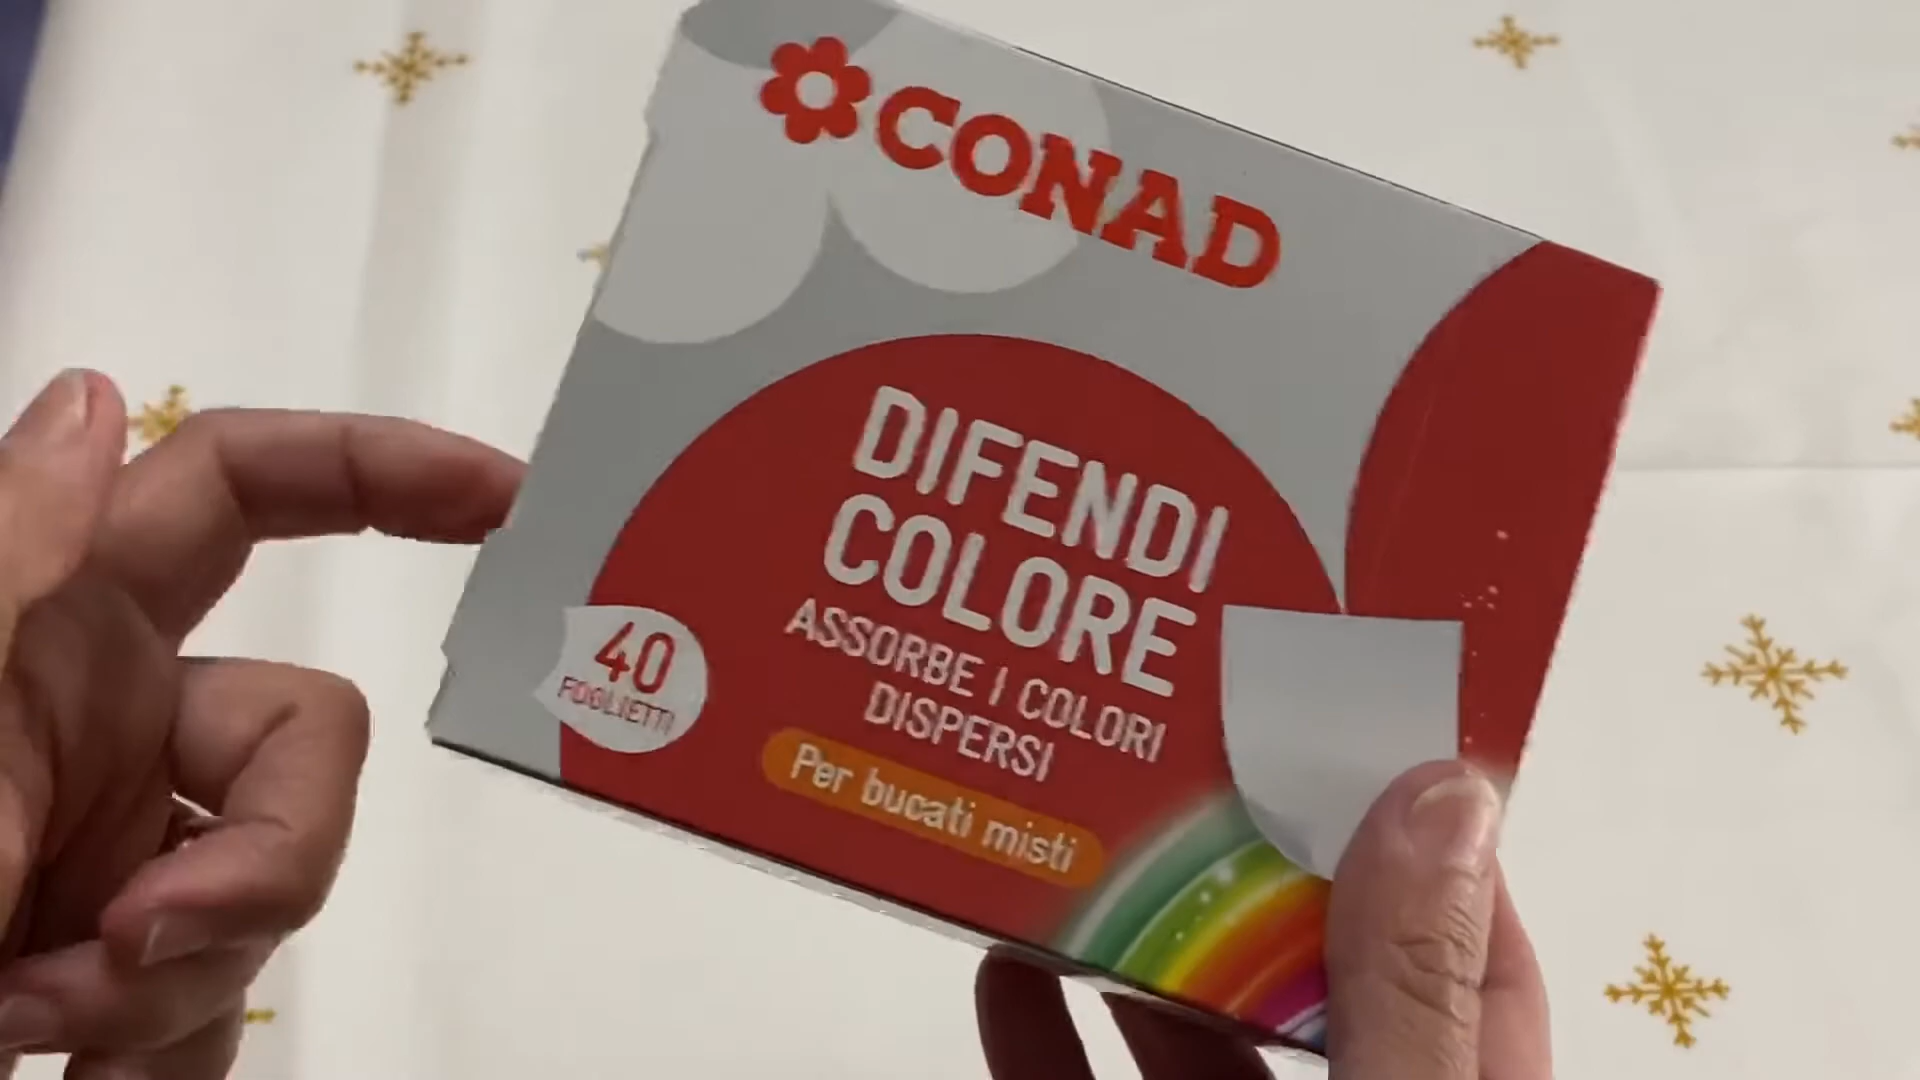 CONAD
DIFENDI
COLORE
ASSORBE I COLORI
DISPERSI
Per bucati misti
40
FOGLIETTI